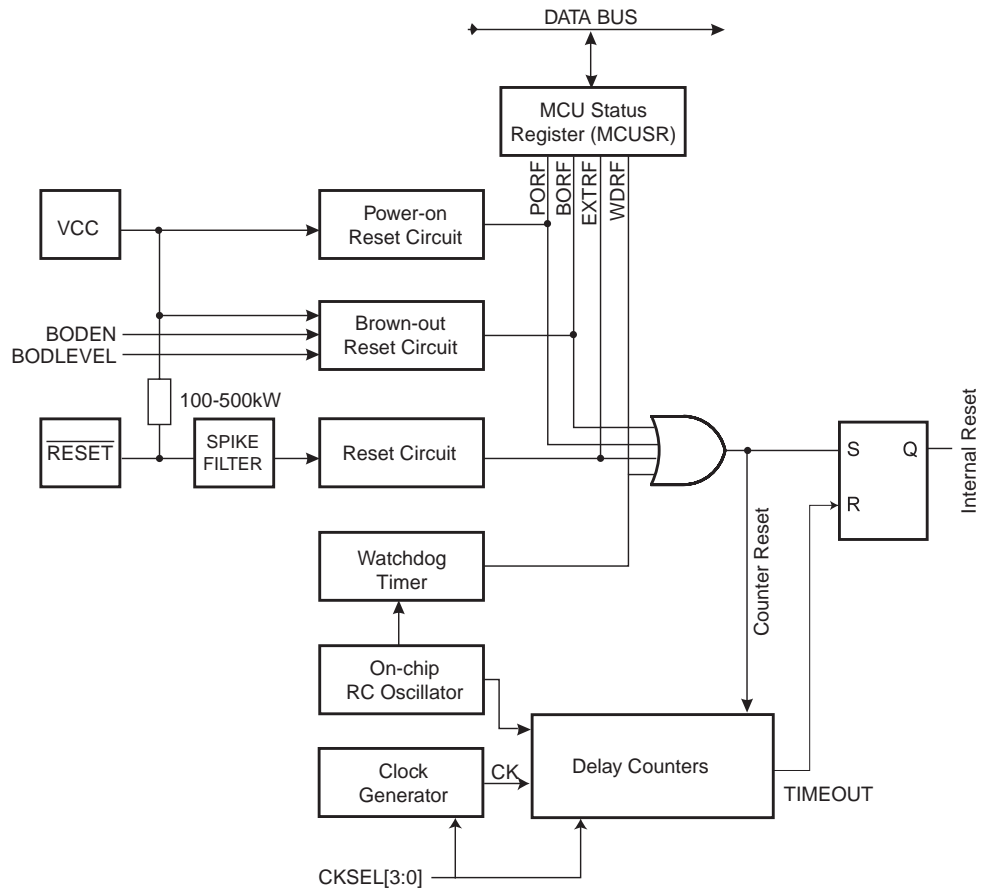 DATA BUS
MCU Status
Register (MCUSR)
PORF
BORF
EXTRF
WDRF
VCC
Power-on
Reset Circuit
BODEN
BODLEVEL
Brown-out
Reset Circuit
100-500kW
RESET
SPIKE
FILTER
Reset Circuit
S
Q
R
Internal Reset
Watchdog
Timer
Counter Reset
On-chip
RC Oscillator
Clock
Generator
CK
Delay Counters
TIMEOUT
CKSEL[3:0]